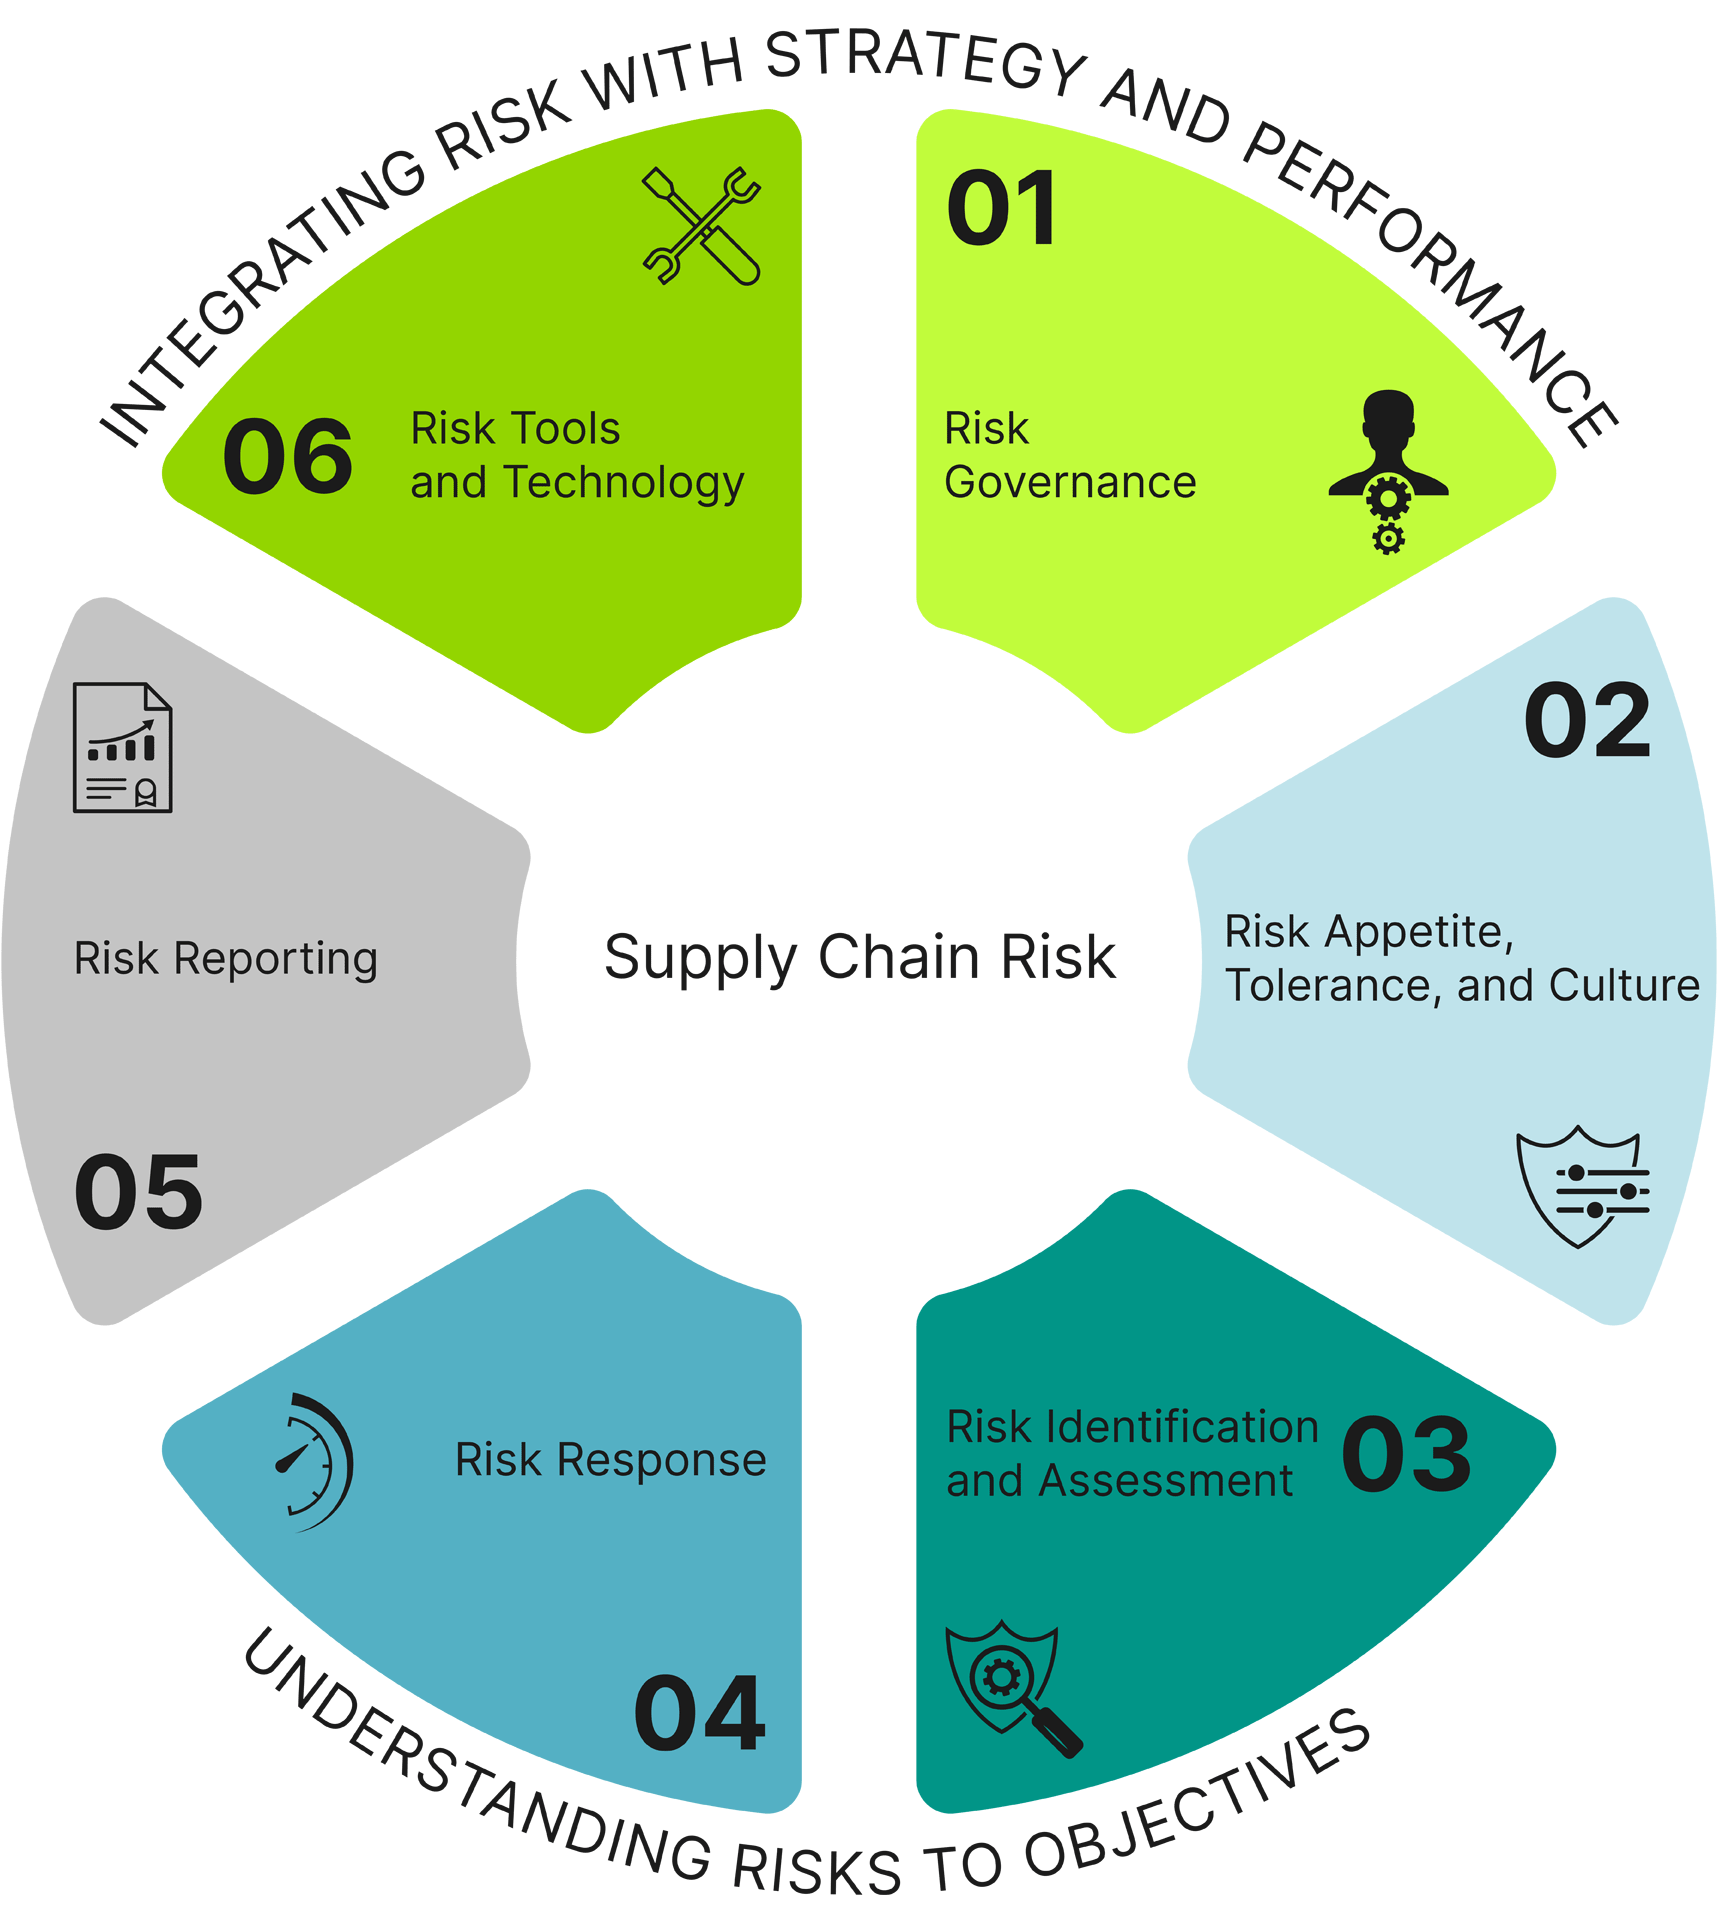 INTEGRATING RISK WITH STRATEGY AND PERFORMANCE
01
Risk
Governance
02
Risk Appetite,
Tolerance, and Culture
03
Risk Identification
and Assessment
04
Risk Response
05
Risk Reporting
06
Risk Tools
and Technology
Supply Chain Risk
UNDERSTANDING RISKS TO OBJECTIVES